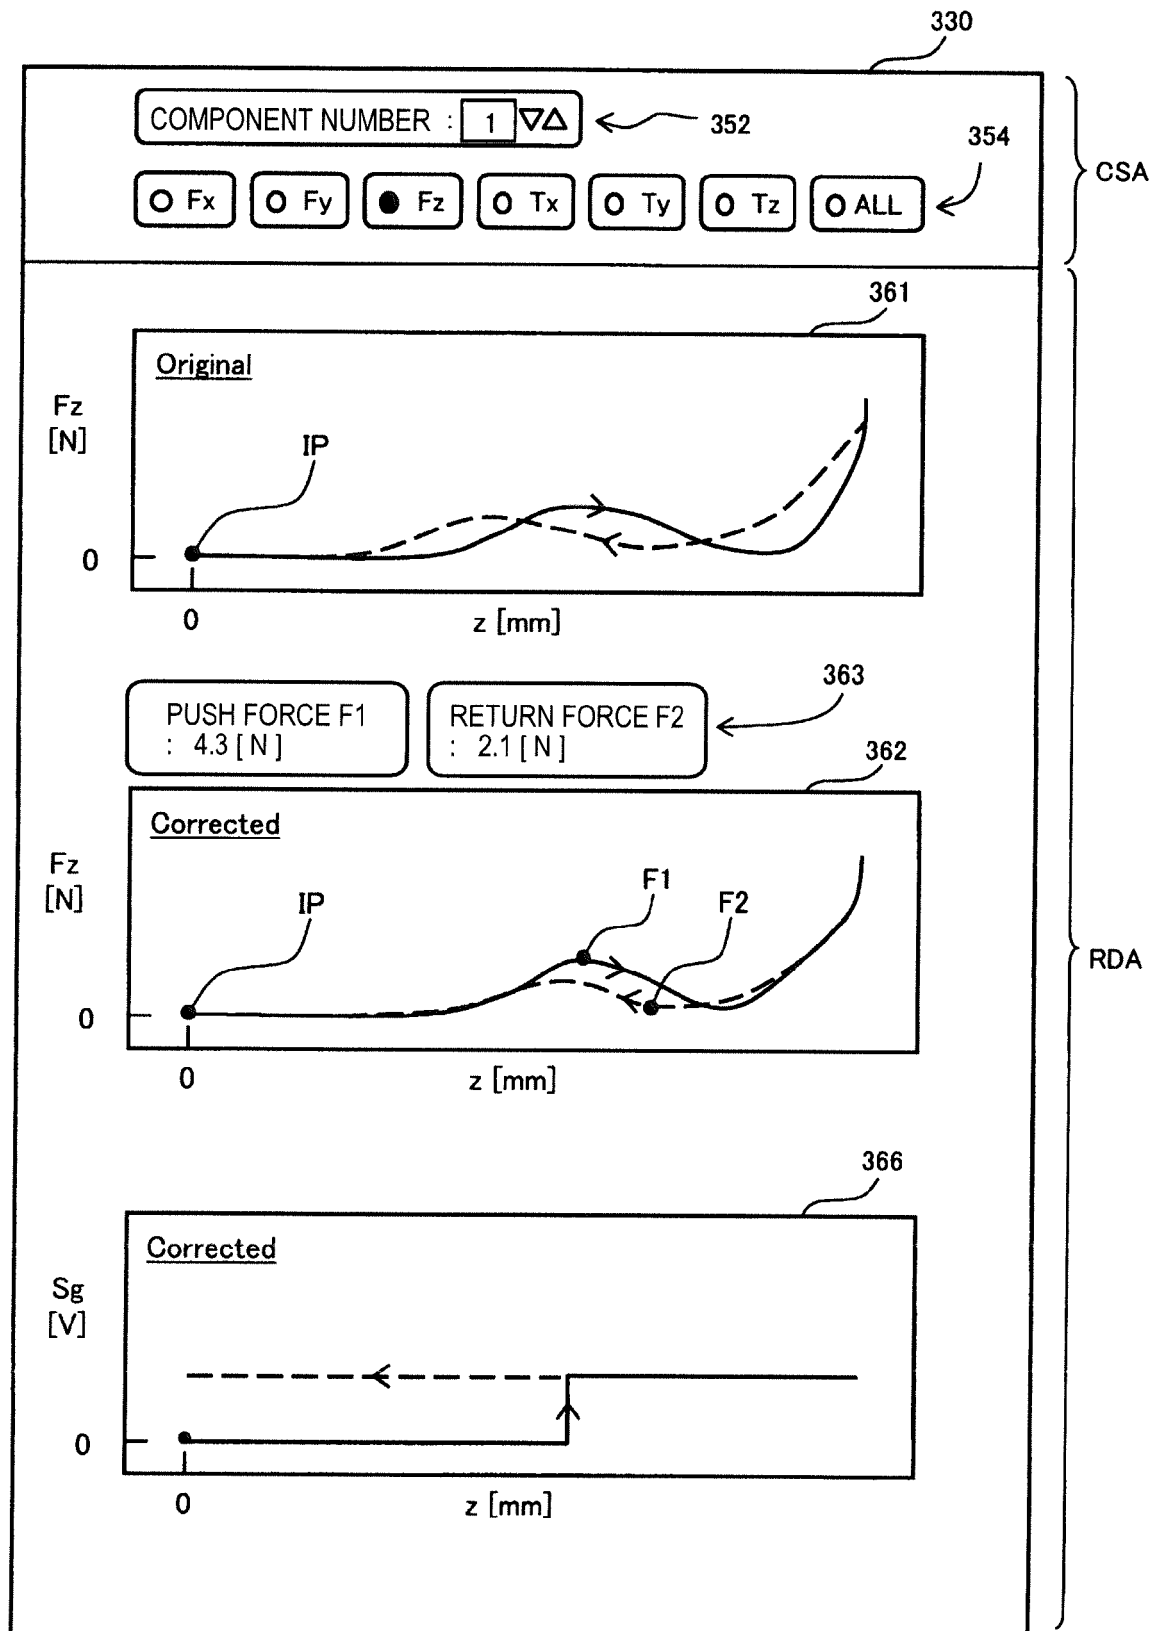 330
COMPONENT NUMBER : 1 ▽△
352
354
CSA
Fx Fy Fz Tx Ty Tz ALL
361
Original
Fz
[N]
IP
0
0
z [mm]
363
PUSH FORCE F1
: 4.3 [ N ]
RETURN FORCE F2
: 2.1 [ N ]
362
Corrected
Fz
[N]
IP
F1
F2
RDA
0
0
z [mm]
366
Corrected
Sg
[V]
0
0
z [mm]